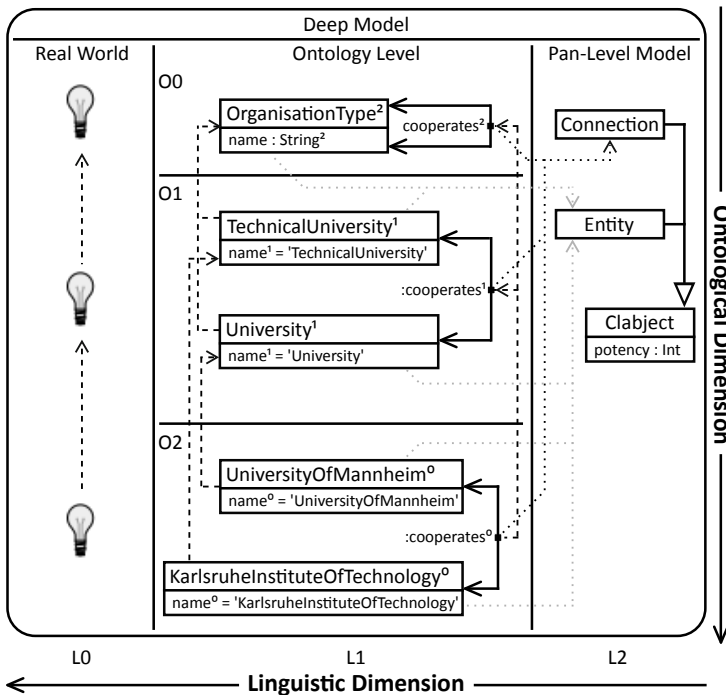 Deep Model
Real World
Ontology Level
Pan-Level Model
O0
OrganisationType²
name : String²
cooperates²
Connection
O1
TechnicalUniversity¹
name¹ = 'TechnicalUniversity'
Entity
:cooperates¹
University¹
name¹ = 'University'
Clabject
potency : Int
O2
UniversityOfMannheim⁰
name⁰ = 'UniversityOfMannheim'
:cooperates⁰
KarlsruheInstituteOfTechnology⁰
name⁰ = 'KarlsruheInstituteOfTechnology'
Ontological Dimension
L0
L1
L2
Linguistic Dimension